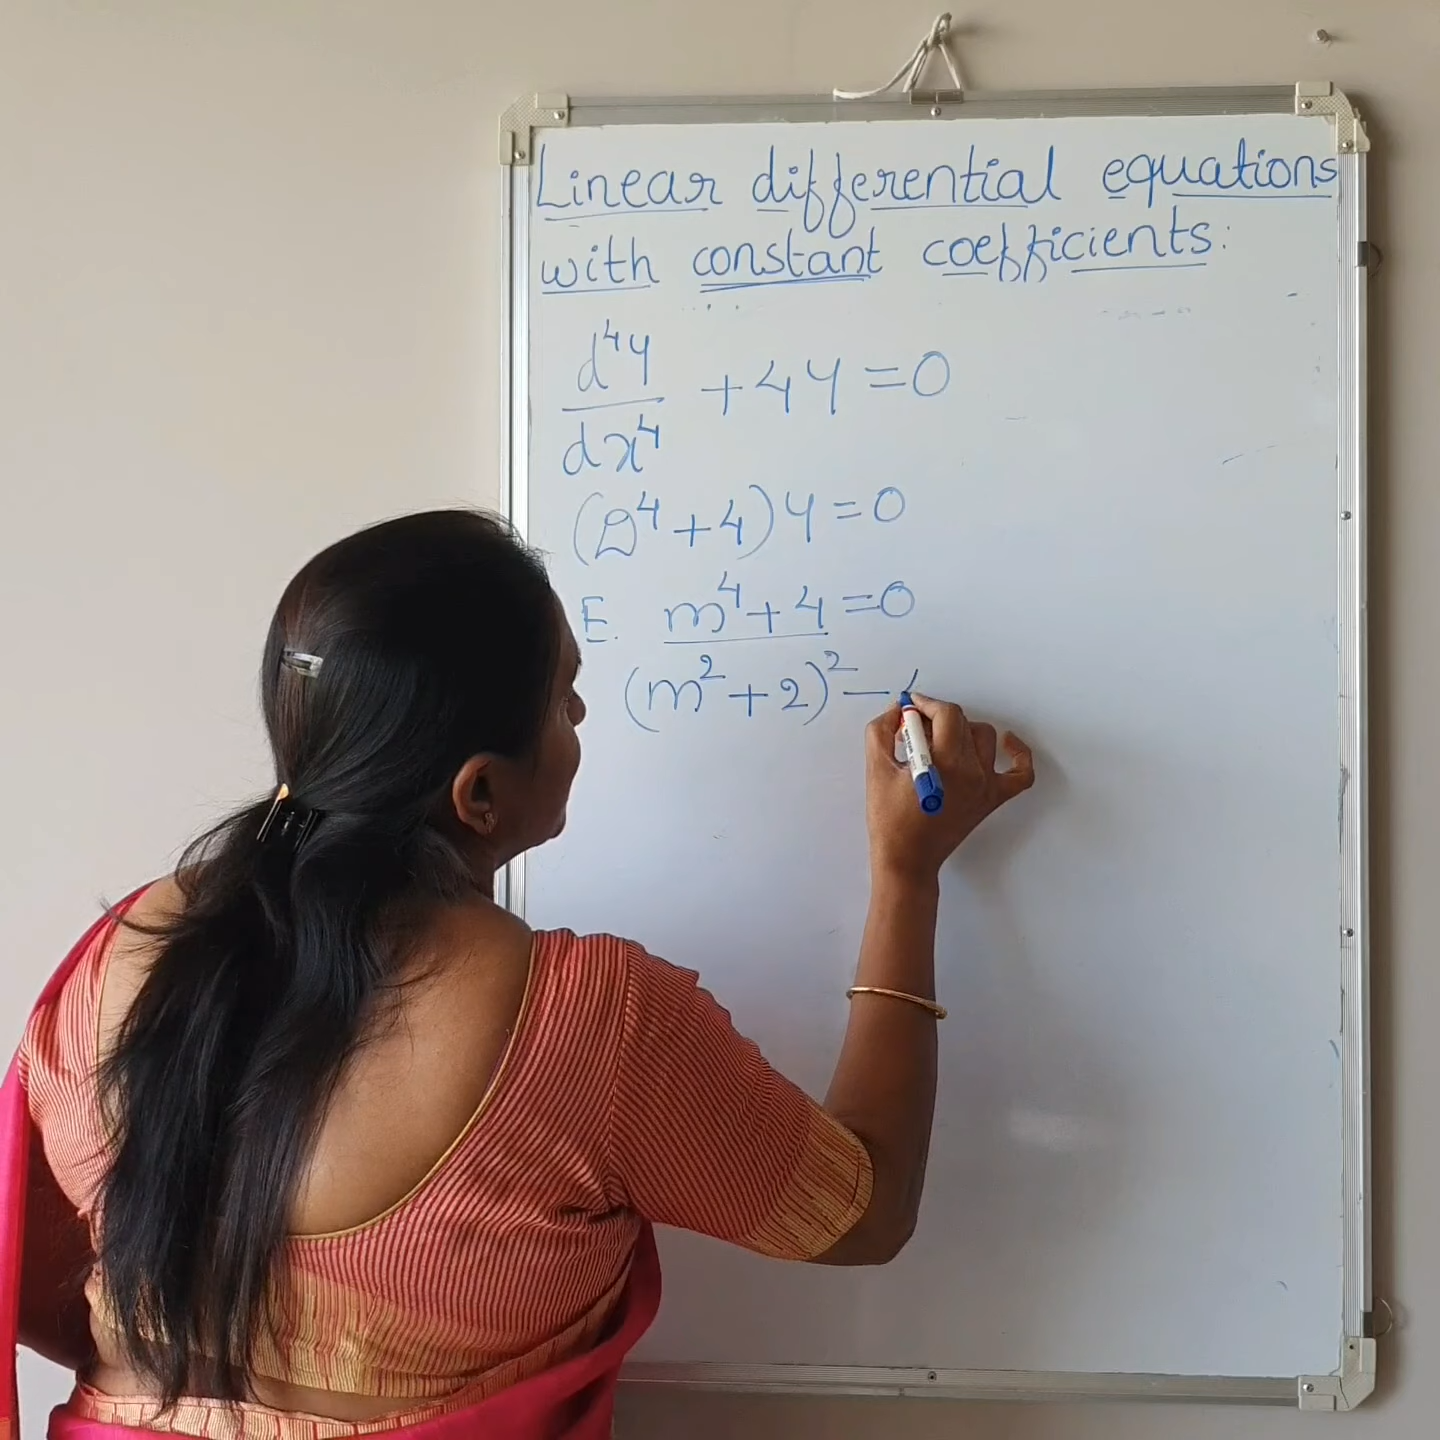 Linear differential equations
with constant coefficients:
d⁴y/dx⁴ + 4y = 0
(D⁴ + 4) y = 0
E. m⁴ + 4 = 0
(m² + 2)² −